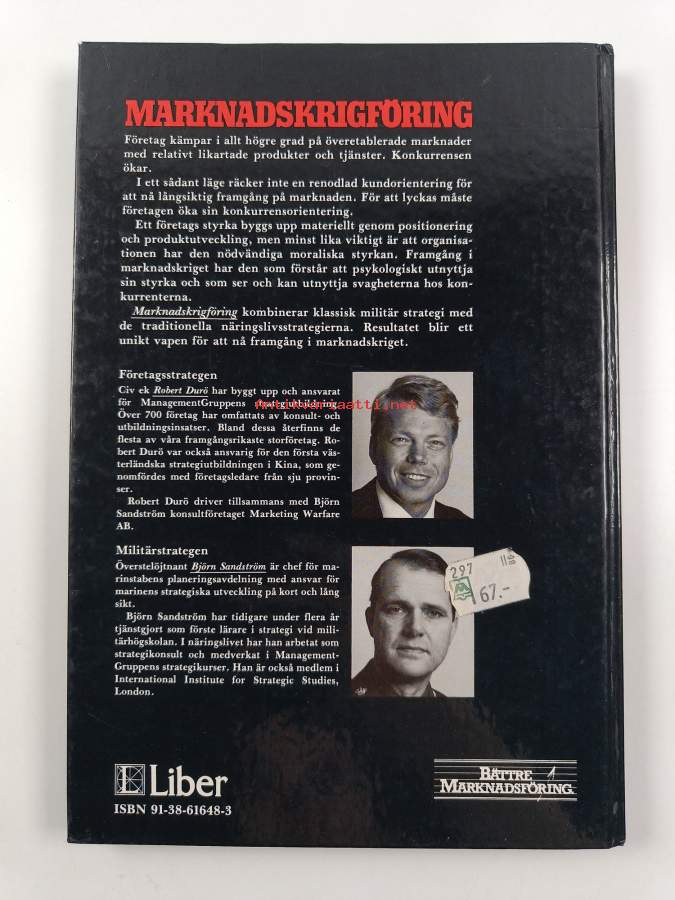 MARKNADSKRIGFÖRING
Företag kämpar i allt högre grad på överetablerade marknader
med relativt likartade produkter och tjänster. Konkurrensen
ökar.
I ett sådant läge räcker inte en renodlad kundorientering för
att nå långsiktig framgång på marknaden. För att lyckas måste
företagen öka sin konkurrensorientering.
Ett företags styrka byggs upp materiellt genom positionering
och produktutveckling, men minst lika viktigt är att organisa-
tionen har den nödvändiga moraliska styrkan. Framgång i
marknadskriget har den som förstår att psykologiskt utnyttja
sin styrka och som ser och kan utnyttja svagheterna hos kon-
kurrenterna.
Marknadskrigföring kombinerar klassisk militär strategi med
de traditionella näringslivsstrategierna. Resultatet blir ett
unikt vapen för att nå framgång i marknadskriget.
Företagsstrategen
Civ ek Robert Durö har byggt upp och ansvarat
för ManagementGruppens strategiutbildning.
Antikvariaatti.net
Över 700 företag har omfattats av konsult- och
utbildningsinsatser. Bland dessa återfinns de
flesta av våra framgångsrikaste storföretag. Ro-
bert Durö var också ansvarig för den första väs-
terländska strategiutbildningen i Kina, som ge-
nomfördes med företagsledare från sju provin-
ser.
Robert Durö driver tillsammans med Björn
Sandström konsultföretaget Marketing Warfare
AB.
Militärstrategen
Överstelöjtnant Björn Sandström är chef för ma-
rinstabens planeringsavdelning med ansvar för
marinens strategiska utveckling på kort och lång
sikt.
Björn Sandström har tidigare under flera år
tjänstgjort som förste lärare i strategi vid mili-
tärhögskolan. I näringslivet har han arbetat som
strategikonsult och medverkat i Management-
Gruppens strategikurser. Han är också medlem i
International Institute for Strategic Studies,
London.
297
67.-
Liber
ISBN 91-38-61648-3
BÄTTRE
MARKNADSFÖRING